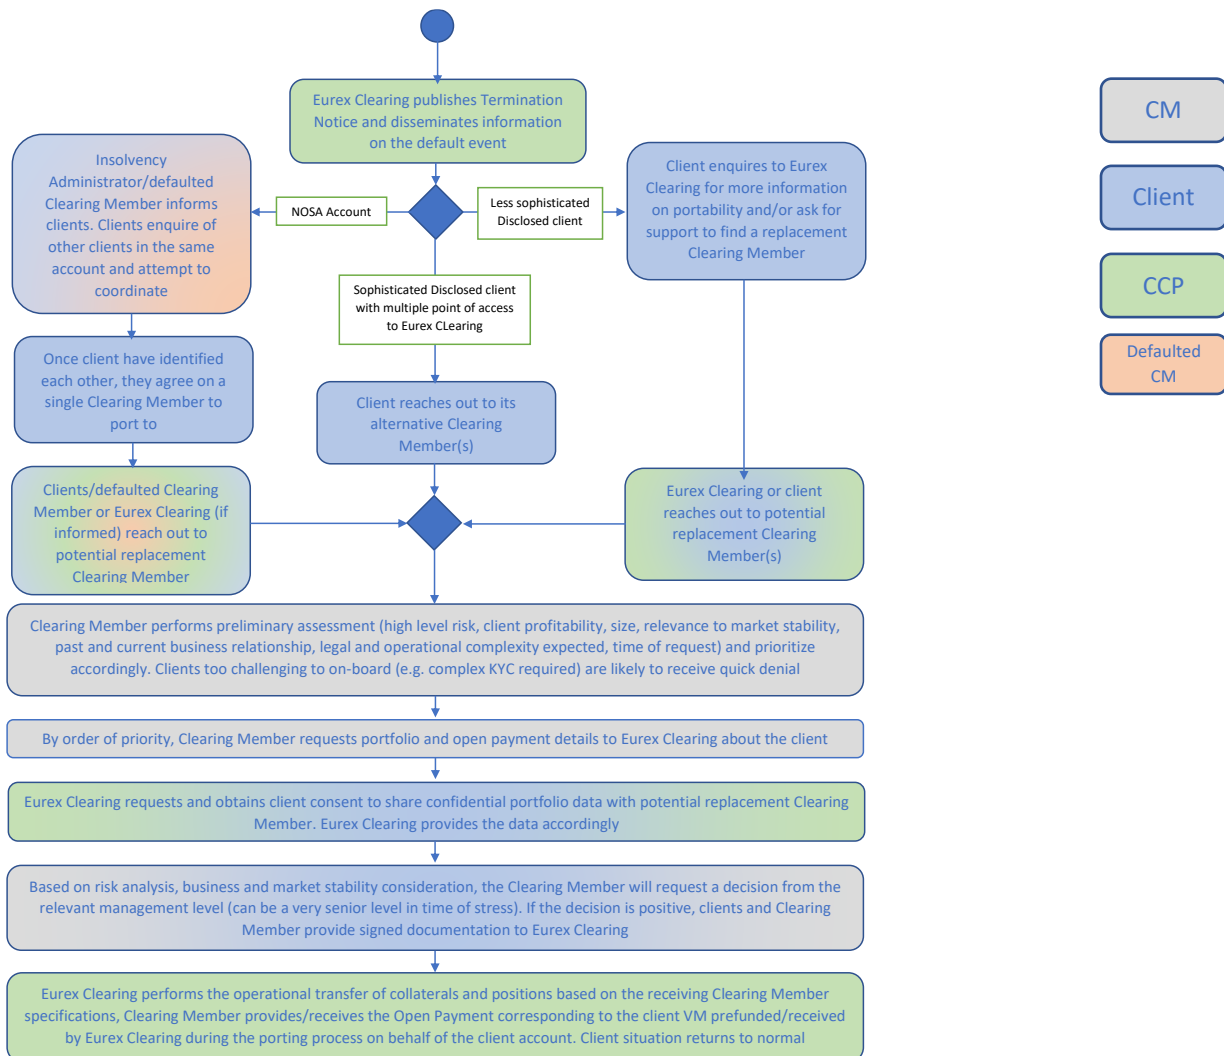 Eurex Clearing publishes Termination
Notice and disseminates information
on the default event
Insolvency
Administrator/defaulted
Clearing Member informs
clients. Clients enquire of
other clients in the same
account and attempt to
coordinate
NOSA Account
Less sophisticated
Disclosed client
Client enquires to Eurex
Clearing for more information
on portability and/or ask for
support to find a replacement
Clearing Member
Sophisticated Disclosed client
with multiple point of access
to Eurex CLearing
Once client have identified
each other, they agree on a
single Clearing Member to
port to
Client reaches out to its
alternative Clearing
Member(s)
Clients/defaulted Clearing
Member or Eurex Clearing (if
informed) reach out to
potential replacement
Clearing Member
Eurex Clearing or client
reaches out to potential
replacement Clearing
Member(s)
Clearing Member performs preliminary assessment (high level risk, client profitability, size, relevance to market stability,
past and current business relationship, legal and operational complexity expected, time of request) and prioritize
accordingly. Clients too challenging to on-board (e.g. complex KYC required) are likely to receive quick denial
By order of priority, Clearing Member requests portfolio and open payment details to Eurex Clearing about the client
Eurex Clearing requests and obtains client consent to share confidential portfolio data with potential replacement Clearing
Member. Eurex Clearing provides the data accordingly
Based on risk analysis, business and market stability consideration, the Clearing Member will request a decision from the
relevant management level (can be a very senior level in time of stress). If the decision is positive, clients and Clearing
Member provide signed documentation to Eurex Clearing
Eurex Clearing performs the operational transfer of collaterals and positions based on the receiving Clearing Member
specifications, Clearing Member provides/receives the Open Payment corresponding to the client VM prefunded/received
by Eurex Clearing during the porting process on behalf of the client account. Client situation returns to normal
CM
Client
CCP
Defaulted
CM